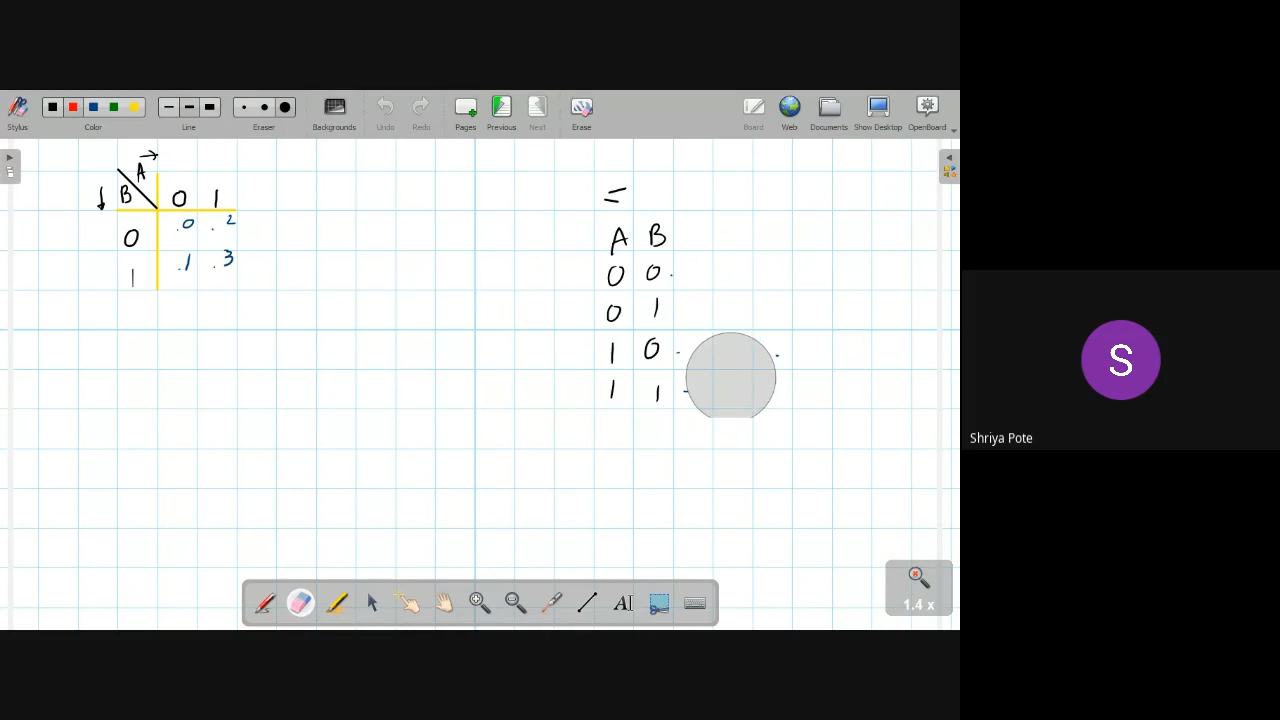 Stylus Color Line Eraser Backgrounds Undo Redo Pages Previous Next Erase Board Web Documents Show Desktop OpenBoard
A →
↓ B 0 1
0 .0 .2
1 .1 .3
=
A B
0 0
0 1
1 0
1 1
AI
1.4 x
S
Shriya Pote